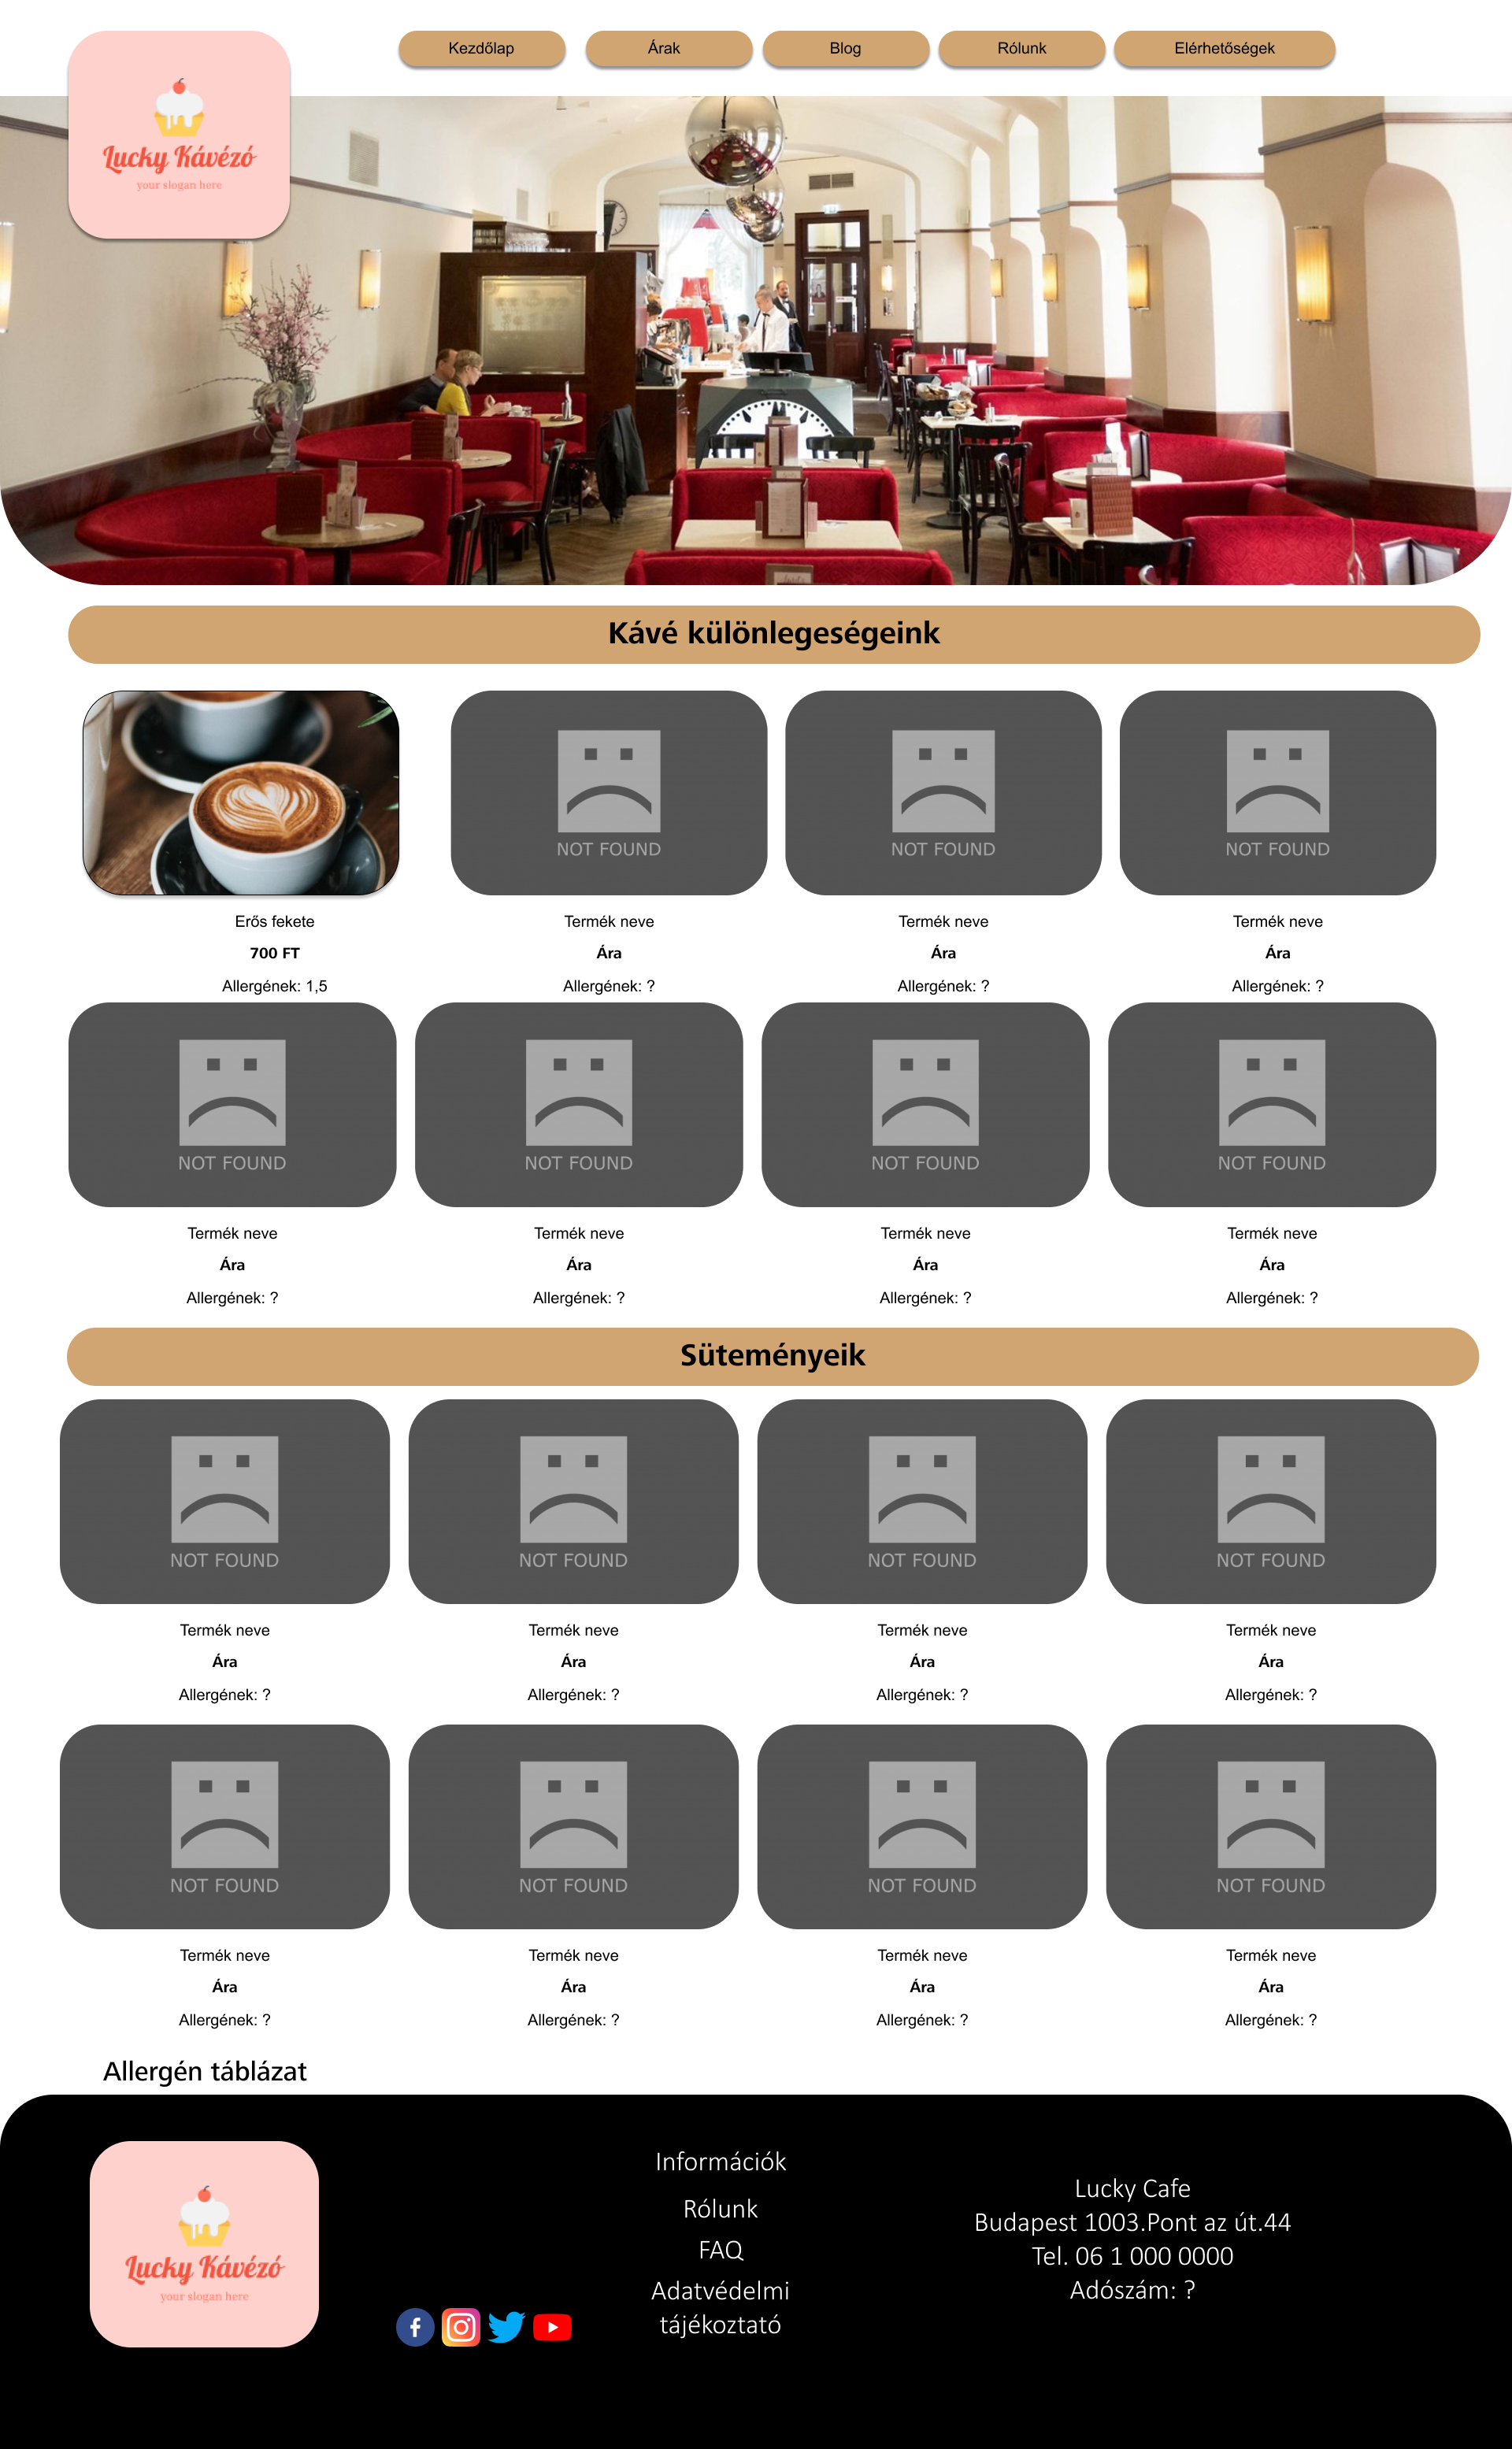 Kezdőlap
Árak
Blog
Rólunk
Elérhetőségek
Lucky Kávézó
your slogan here
Kávé különlegeségeink
NOT FOUND
NOT FOUND
NOT FOUND
Erős fekete
Termék neve
Termék neve
Termék neve
700 FT
Ára
Ára
Ára
Allergének: 1,5
Allergének: ?
Allergének: ?
Allergének: ?
NOT FOUND
NOT FOUND
NOT FOUND
NOT FOUND
Termék neve
Termék neve
Termék neve
Termék neve
Ára
Ára
Ára
Ára
Allergének: ?
Allergének: ?
Allergének: ?
Allergének: ?
Süteményeik
NOT FOUND
NOT FOUND
NOT FOUND
NOT FOUND
Termék neve
Termék neve
Termék neve
Termék neve
Ára
Ára
Ára
Ára
Allergének: ?
Allergének: ?
Allergének: ?
Allergének: ?
NOT FOUND
NOT FOUND
NOT FOUND
NOT FOUND
Termék neve
Termék neve
Termék neve
Termék neve
Ára
Ára
Ára
Ára
Allergének: ?
Allergének: ?
Allergének: ?
Allergének: ?
Allergén táblázat
Lucky Kávézó
your slogan here
Információk
Rólunk
FAQ
Adatvédelmi
tájékoztató
Lucky Cafe
Budapest 1003.Pont az út.44
Tel. 06 1 000 0000
Adószám: ?